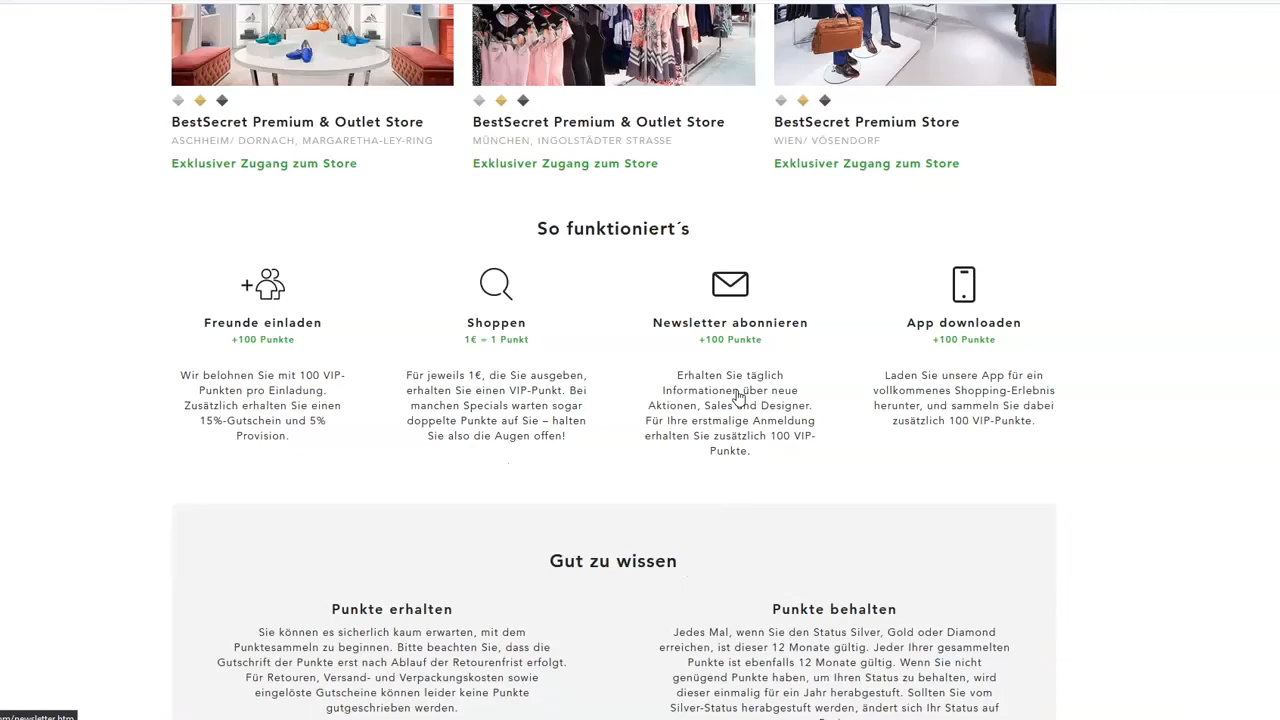 BestSecret Premium & Outlet Store
ASCHHEIM/ DORNACH, MARGARETHA-LEY-RING
Exklusiver Zugang zum Store
BestSecret Premium & Outlet Store
MÜNCHEN, INGOLSTÄDTER STRASSE
Exklusiver Zugang zum Store
BestSecret Premium Store
WIEN/ VÖSENDORF
Exklusiver Zugang zum Store
So funktioniert´s
Freunde einladen
+100 Punkte
Wir belohnen Sie mit 100 VIP-
Punkten pro Einladung.
Zusätzlich erhalten Sie einen
15%-Gutschein und 5%
Provision.
Shoppen
1€ = 1 Punkt
Für jeweils 1€, die Sie ausgeben,
erhalten Sie einen VIP-Punkt. Bei
manchen Specials warten sogar
doppelte Punkte auf Sie – halten
Sie also die Augen offen!
Newsletter abonnieren
+100 Punkte
Erhalten Sie täglich
Informationen über neue
Aktionen, Sales und Designer.
Für Ihre erstmalige Anmeldung
erhalten Sie zusätzlich 100 VIP-
Punkte.
App downloaden
+100 Punkte
Laden Sie unsere App für ein
vollkommenes Shopping-Erlebnis
herunter, und sammeln Sie dabei
zusätzlich 100 VIP-Punkte.
Gut zu wissen
Punkte erhalten
Sie können es sicherlich kaum erwarten, mit dem
Punktesammeln zu beginnen. Bitte beachten Sie, dass die
Gutschrift der Punkte erst nach Ablauf der Retourenfrist erfolgt.
Für Retouren, Versand- und Verpackungskosten sowie
eingelöste Gutscheine können leider keine Punkte
gutgeschrieben werden.
Punkte behalten
Jedes Mal, wenn Sie den Status Silver, Gold oder Diamond
erreichen, ist dieser 12 Monate gültig. Jeder Ihrer gesammelten
Punkte ist ebenfalls 12 Monate gültig. Wenn Sie nicht
genügend Punkte haben, um Ihren Status zu behalten, wird
dieser einmalig für ein Jahr herabgestuft. Sollten Sie vom
Silver-Status herabgestuft werden, ändert sich Ihr Status auf
om/newsletter.htm